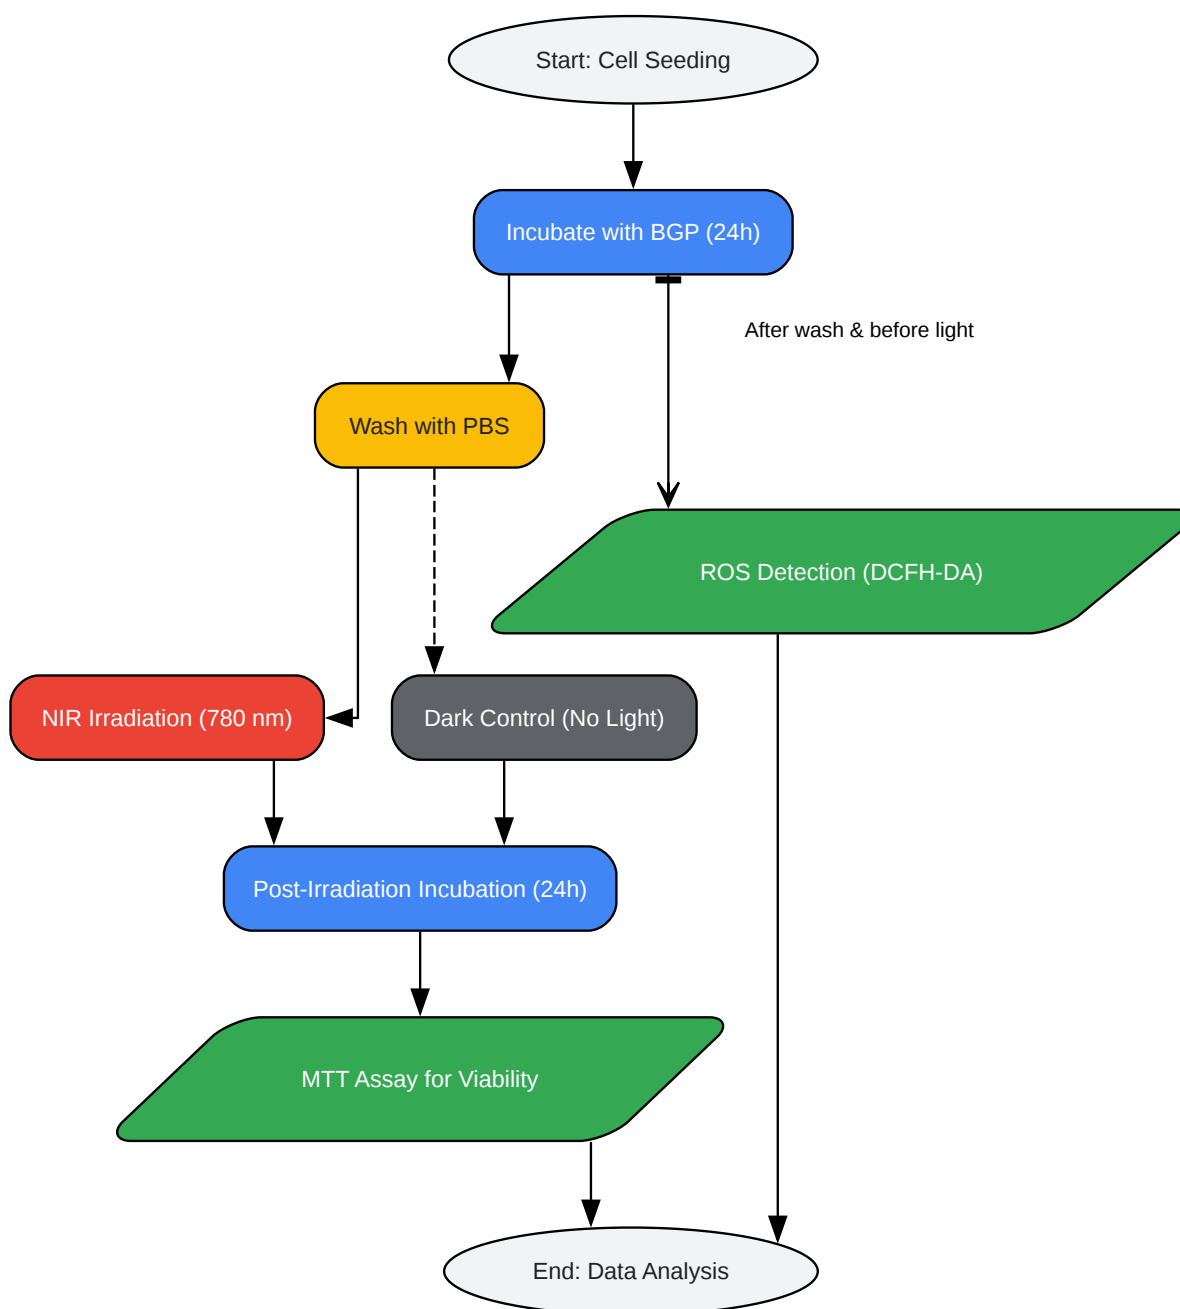 Start: Cell Seeding
Incubate with BGP (24h)
After wash & before light
Wash with PBS
ROS Detection (DCFH-DA)
NIR Irradiation (780 nm)
Dark Control (No Light)
Post-Irradiation Incubation (24h)
MTT Assay for Viability
End: Data Analysis